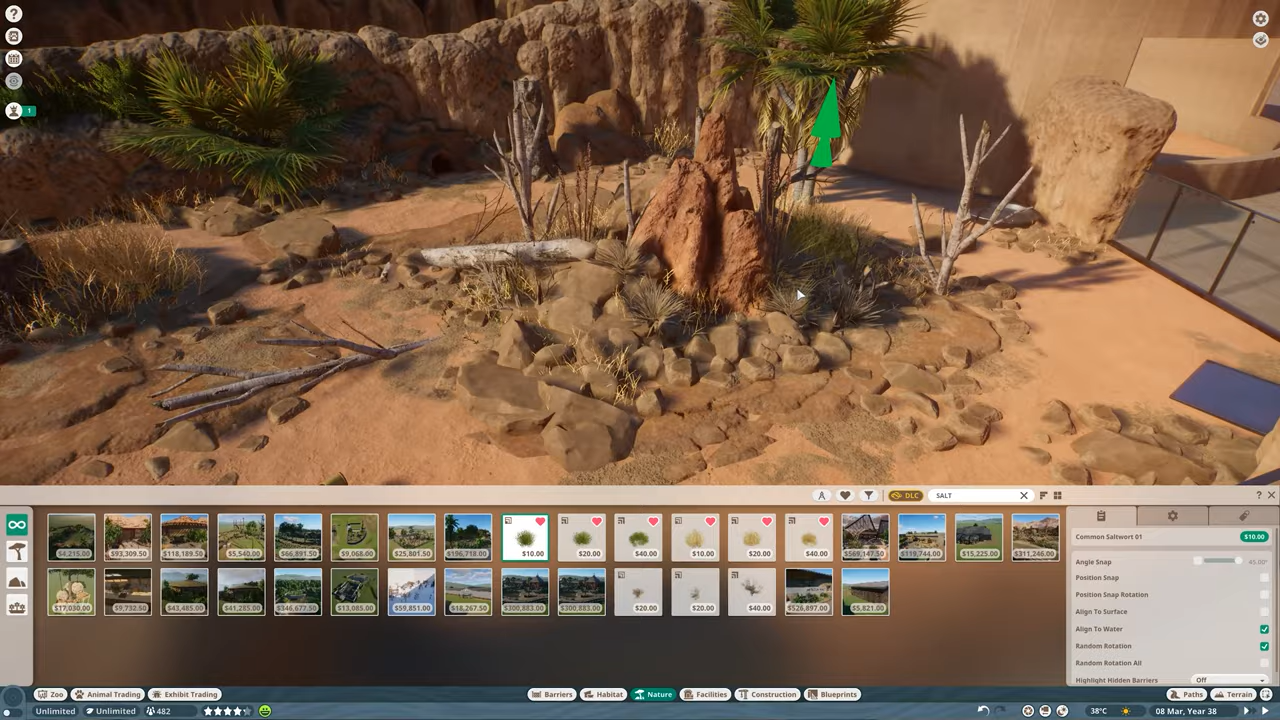 1
DLC
SALT
$4,215.00
$93,309.50
$118,189.50
$5,540.00
$66,891.50
$9,068.00
$25,801.50
$196,718.00
$10.00
$20.00
$40.00
$10.00
$20.00
$40.00
$569,147.50
$119,744.00
$15,225.00
$311,246.00
$17,030.00
$9,732.50
$43,485.00
$41,285.00
$346,677.50
$13,085.00
$59,851.00
$18,267.50
$300,883.00
$300,883.00
$20.00
$20.00
$40.00
$526,897.00
$5,821.00
Common Saltwort 01 $10.00
Angle Snap 45.00°
Position Snap
Position Snap Rotation
Align To Surface
Align To Water
Random Rotation
Random Rotation All
Highlight Hidden Barriers Off
Zoo Animal Trading Exhibit Trading
Barriers Habitat Nature Facilities Construction Blueprints
Paths Terrain
Unlimited Unlimited 482
38°C 08 Mar, Year 38